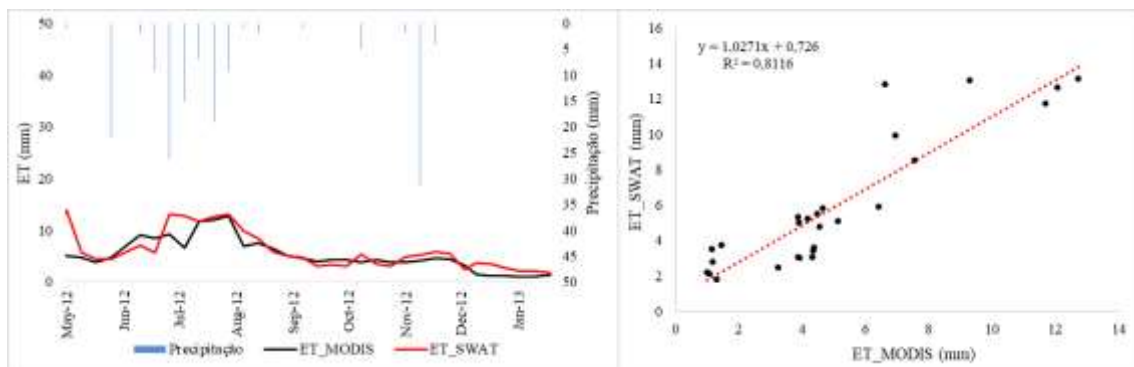 50
40
30
20
10
0
ET (mm)
0
5
10
15
20
25
30
35
40
45
50
Precipitação (mm)
May-12
Jun-12
Jul-12
Aug-12
Sep-12
Oct-12
Nov-12
Dec-12
Jan-13
Precipitação ET_MODIS ET_SWAT
y = 1,0271x + 0,726
R² = 0,8116
16
14
12
10
8
6
4
2
0
ET_SWAT (mm)
0 2 4 6 8 10 12 14
ET_MODIS (mm)